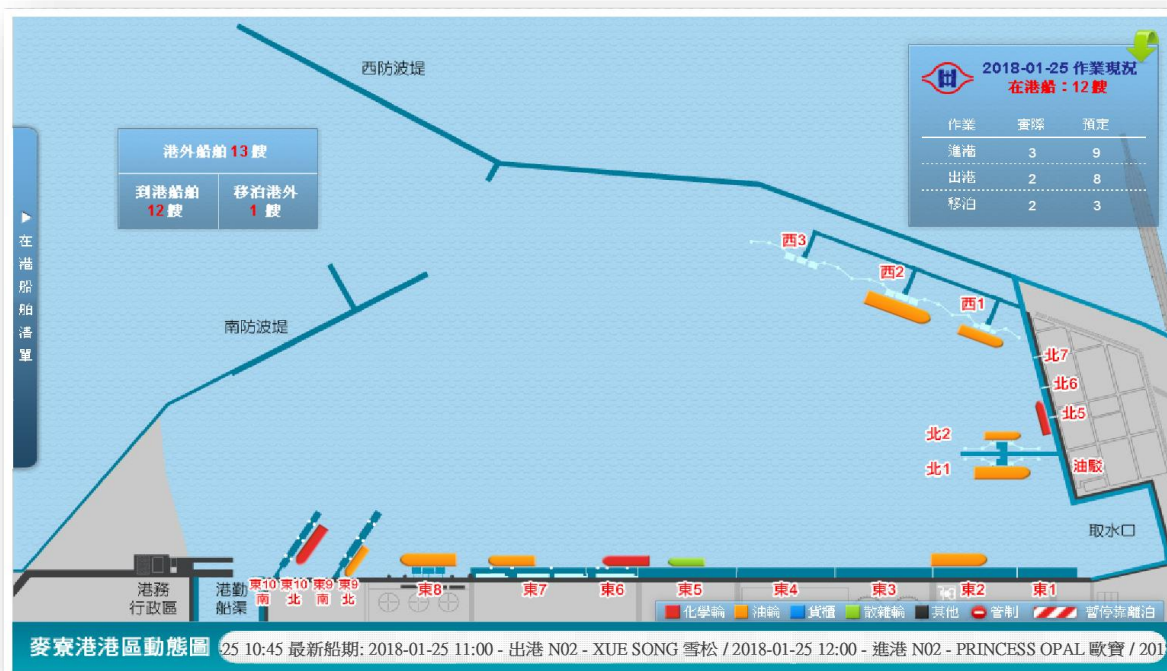 西防波堤
2018-01-25 作業現況
在港船：12艘
作業 實際 預定
進港 3 9
出港 2 8
移泊 2 3
港外船舶 13 艘
到港船舶 移泊港外
12 艘 1 艘
在港船舶清單
西3
西2
西1
南防波堤
北7
北6
北5
北2
北1
油駁
取水口
港務
行政區
港勤
船渠
東10南
東10北
東9南
東9北
東8
東7
東6
東5
東4
東3
東2
東1
化學輪 油輪 貨櫃 散雜輪 其他 管制 暫停靠離泊
麥寮港港區動態圖
-25 10:45 最新船期: 2018-01-25 11:00 - 出港 N02 - XUE SONG 雪松 / 2018-01-25 12:00 - 進港 N02 - PRINCESS OPAL 歐寶 / 201